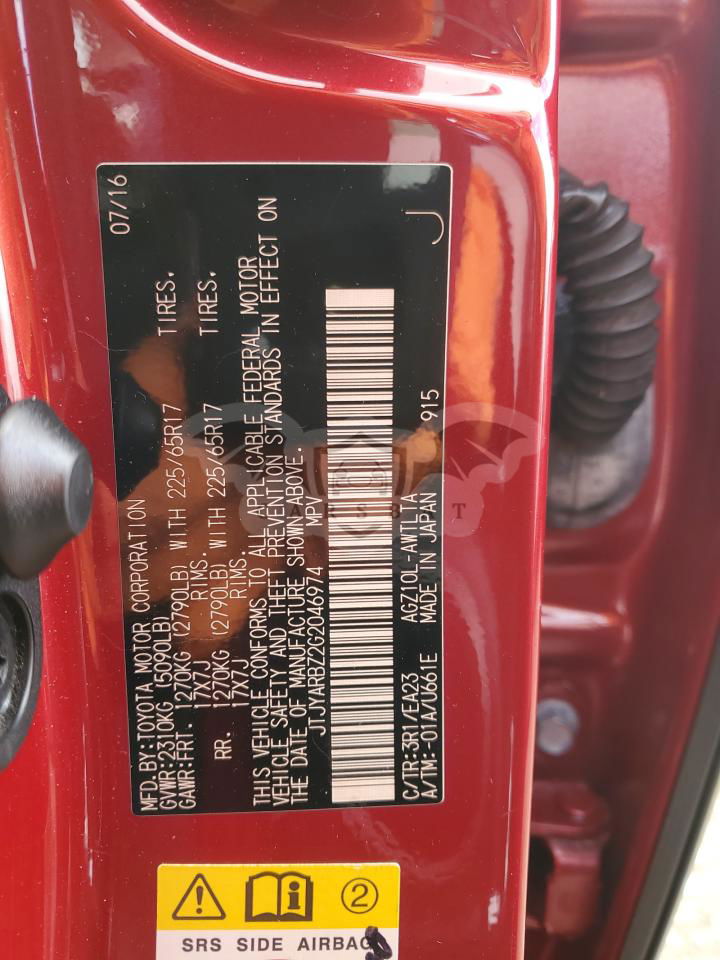 MFD.BY:TOYOTA MOTOR CORPORATION 07/16
GVWR:2310KG (5090LB)
GAWR:FRT. 1270KG (2790LB) WITH 225/65R17 TIRES.
17X7J RIMS.
RR. 1270KG (2790LB) WITH 225/65R17 TIRES.
17X7J RIMS.
THIS VEHICLE CONFORMS TO ALL APPLICABLE FEDERAL MOTOR
VEHICLE SAFETY AND THEFT PREVENTION STANDARDS IN EFFECT ON
THE DATE OF MANUFACTURE SHOWN ABOVE.
JTJYARBZ2G2046974 MPV
C/TR:3R1/EA23 AGZ10L-AWTLTA
A/TM:-01A/U661E MADE IN JAPAN 915
J
2
SRS SIDE AIRBAG